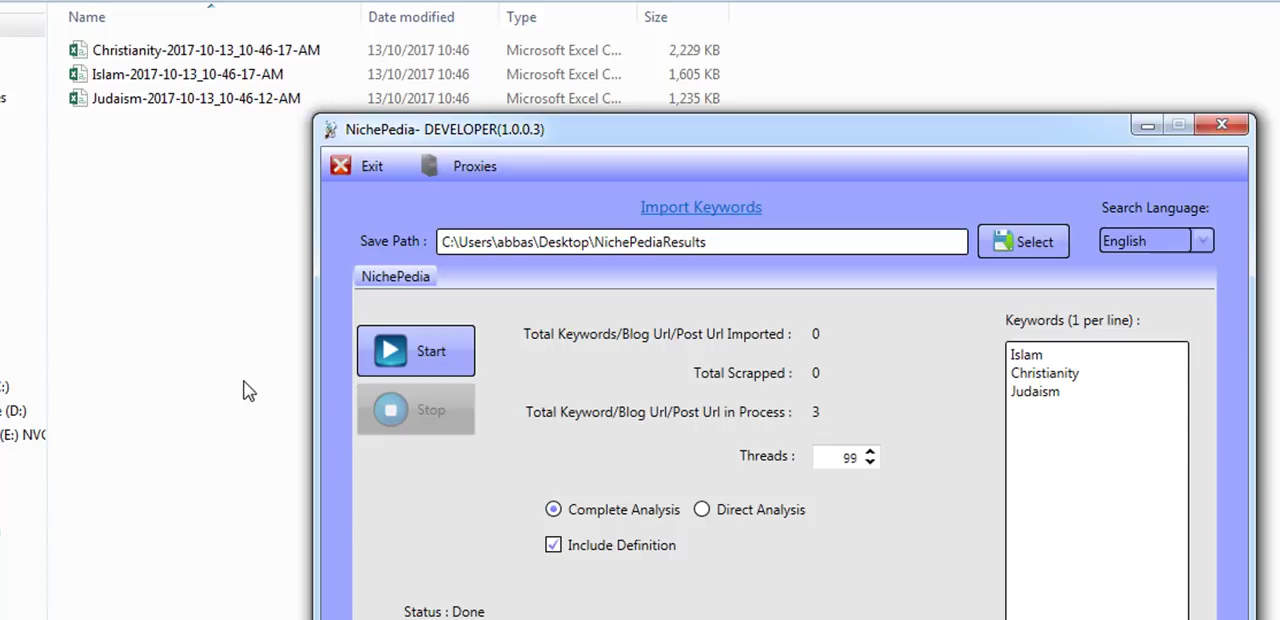 Name Date modified Type Size
Christianity-2017-10-13_10-46-17-AM 13/10/2017 10:46 Microsoft Excel C... 2,229 KB
Islam-2017-10-13_10-46-17-AM 13/10/2017 10:46 Microsoft Excel C... 1,605 KB
Judaism-2017-10-13_10-46-12-AM 13/10/2017 10:46 Microsoft Excel C... 1,235 KB
NichePedia- DEVELOPER(1.0.0.3)
Exit Proxies
Import Keywords
Search Language:
Save Path : C:\Users\abbas\Desktop\NichePediaResults Select English
NichePedia
Keywords (1 per line) :
Total Keywords/Blog Url/Post Url Imported : 0
Start
Islam
Christianity
Judaism
Total Scrapped : 0
Stop
Total Keyword/Blog Url/Post Url in Process : 3
Threads : 99
Complete Analysis Direct Analysis
Include Definition
Status : Done
:)
(D:)
(E:) NVO